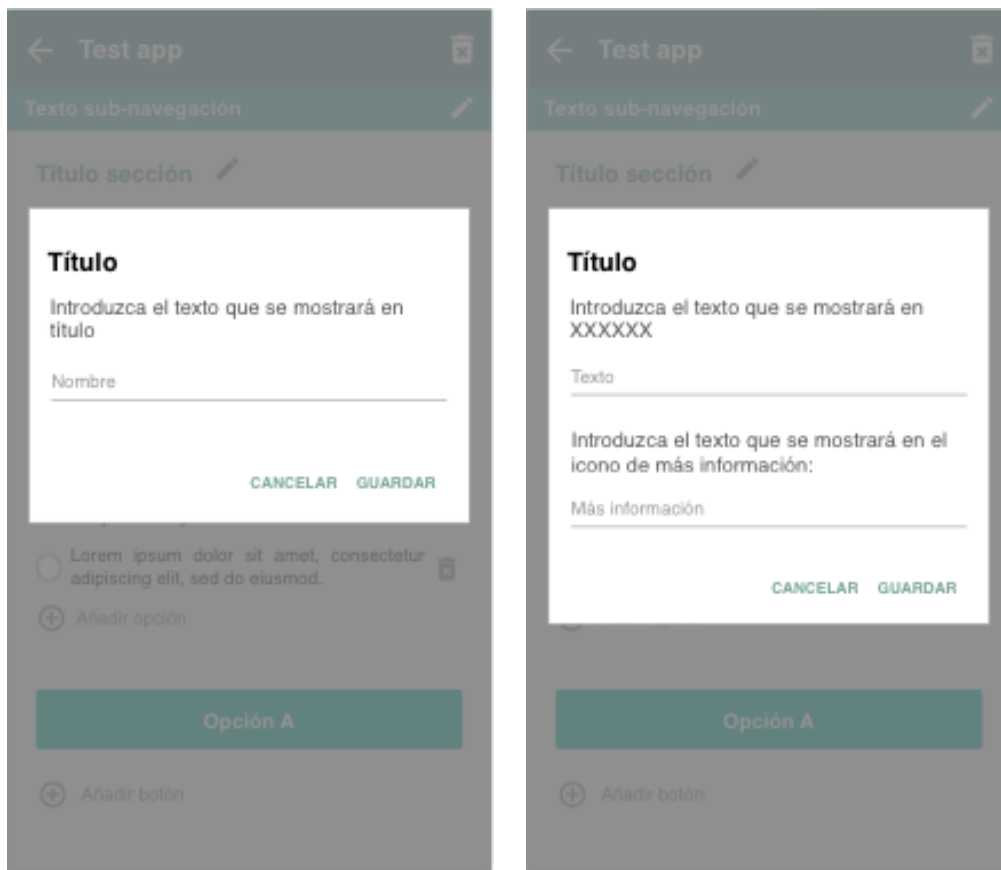 Test app
Texto sub-navegación
Título sección
Título
Introduzca el texto que se mostrará en
título
Nombre
CANCELAR GUARDAR
Lorem ipsum dolor sit amet, consectetur
adipiscing elit, sed do eiusmod.
Añadir opción
Opción A
Añadir botón
Test app
Texto sub-navegación
Título sección
Título
Introduzca el texto que se mostrará en
XXXXXX
Texto
Introduzca el texto que se mostrará en el
icono de más información:
Más información
CANCELAR GUARDAR
Opción A
Añadir botón